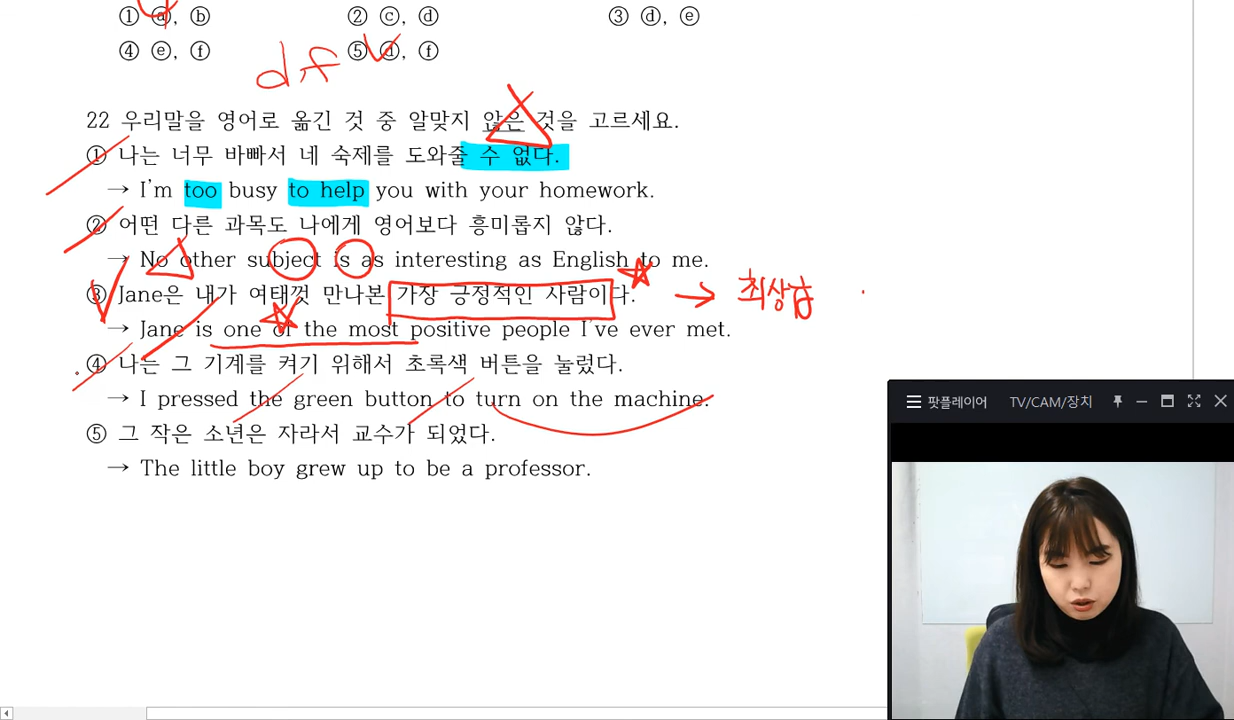 ① ⓐ, ⓑ ② ⓒ, ⓓ ③ ⓓ, ⓔ
④ ⓔ, ⓕ ⑤ ⓓ, ⓕ
d f
22 우리말을 영어로 옮긴 것 중 알맞지 않은 것을 고르세요.
① 나는 너무 바빠서 네 숙제를 도와줄 수 없다.
→ I'm too busy to help you with your homework.
② 어떤 다른 과목도 나에게 영어보다 흥미롭지 않다.
→ No other subject is as interesting as English to me.
③ Jane은 내가 여태껏 만나본 가장 긍정적인 사람이다. → 최상급
→ Jane is one of the most positive people I've ever met.
④ 나는 그 기계를 켜기 위해서 초록색 버튼을 눌렀다.
→ I pressed the green button to turn on the machine.
⑤ 그 작은 소년은 자라서 교수가 되었다.
→ The little boy grew up to be a professor.
팟플레이어 TV/CAM/장치